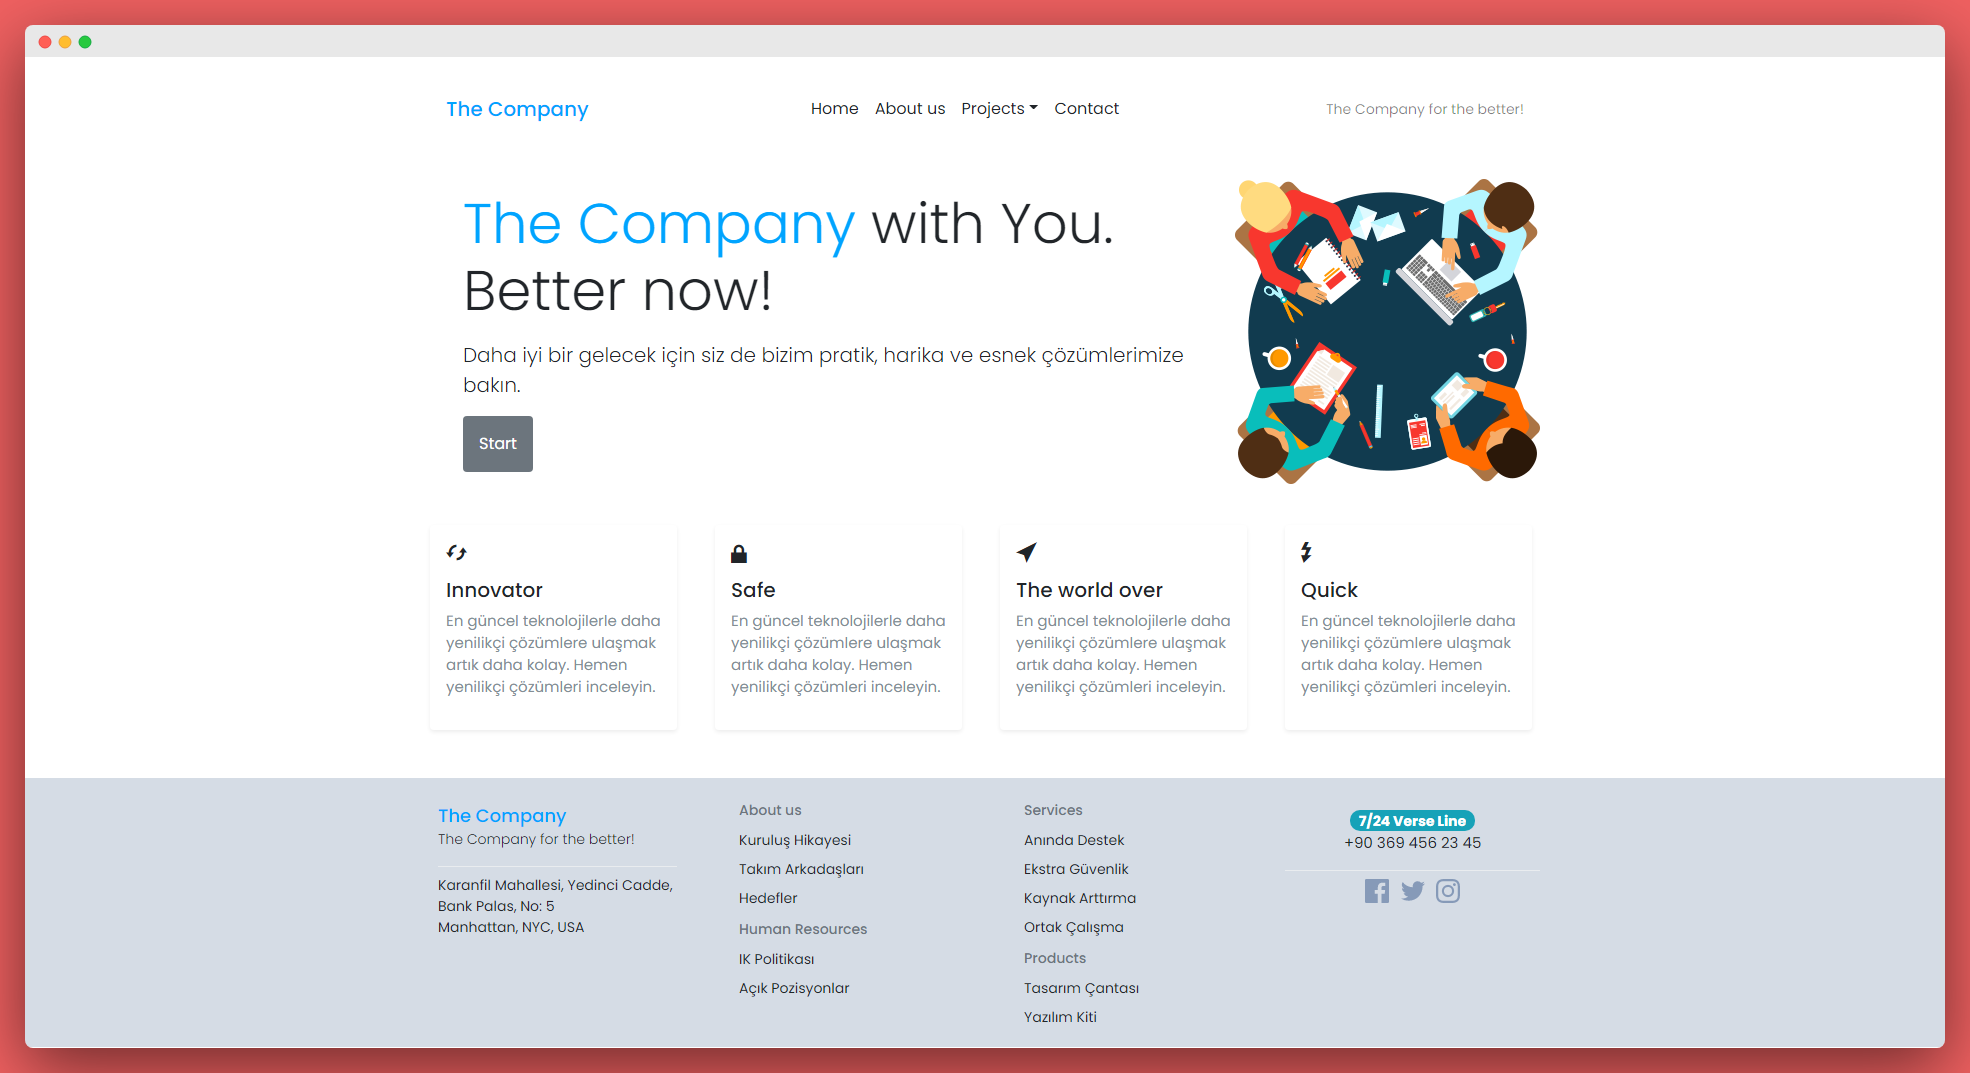 The Company
Home About us Projects Contact
The Company for the better!
The Company with You.
Better now!
Daha iyi bir gelecek için siz de bizim pratik, harika ve esnek çözümlerimize
bakın.
Start
Innovator
En güncel teknolojilerle daha
yenilikçi çözümlere ulaşmak
artık daha kolay. Hemen
yenilikçi çözümleri inceleyin.
Safe
En güncel teknolojilerle daha
yenilikçi çözümlere ulaşmak
artık daha kolay. Hemen
yenilikçi çözümleri inceleyin.
The world over
En güncel teknolojilerle daha
yenilikçi çözümlere ulaşmak
artık daha kolay. Hemen
yenilikçi çözümleri inceleyin.
Quick
En güncel teknolojilerle daha
yenilikçi çözümlere ulaşmak
artık daha kolay. Hemen
yenilikçi çözümleri inceleyin.
The Company
The Company for the better!
Karanfil Mahallesi, Yedinci Cadde,
Bank Palas, No: 5
Manhattan, NYC, USA
About us
Kuruluş Hikayesi
Takım Arkadaşları
Hedefler
Human Resources
IK Politikası
Açık Pozisyonlar
Services
Anında Destek
Ekstra Güvenlik
Kaynak Arttırma
Ortak Çalışma
Products
Tasarım Çantası
Yazılım Kiti
7/24 Verse Line
+90 369 456 23 45